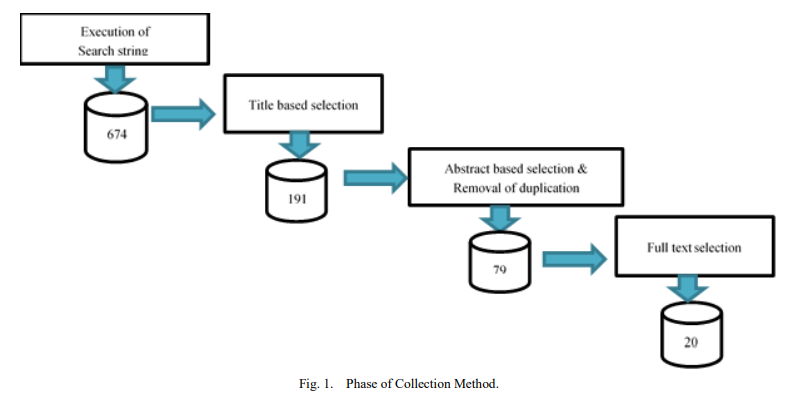 Execution of
Search string
674
Title based selection
191
Abstract based selection &
Removal of duplication
79
Full text selection
20
Fig. 1. Phase of Collection Method.